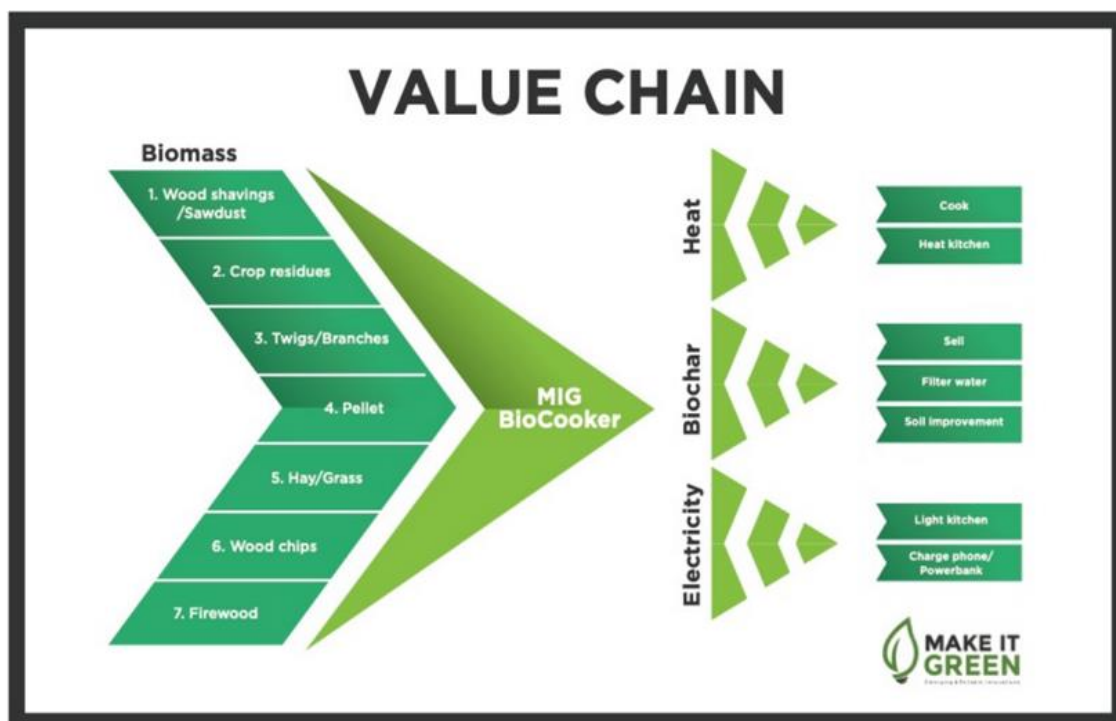 VALUE CHAIN
Biomass
1. Wood shavings
/Sawdust
2. Crop residues
3. Twigs/Branches
4. Pellet
5. Hay/Grass
6. Wood chips
7. Firewood
MIG
BioCooker
Heat
Cook
Heat kitchen
Biochar
Sell
Filter water
Soil improvement
Electricity
Light kitchen
Charge phone/
Powerbank
MAKE IT
GREEN